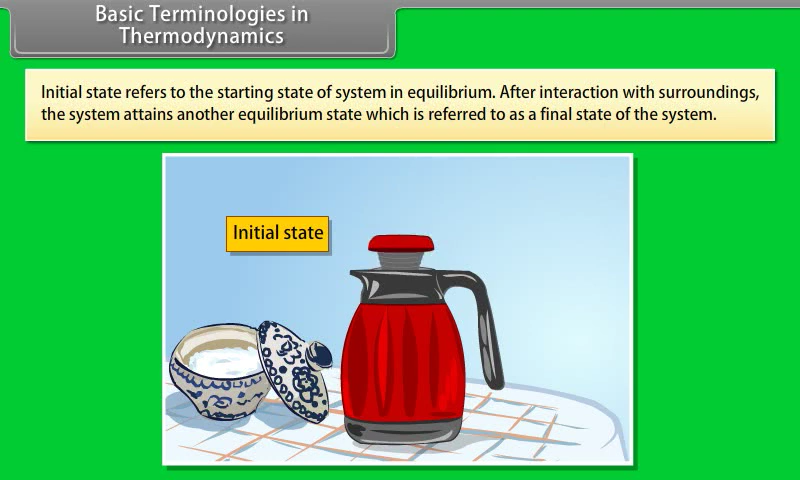 Basic Terminologies in
Thermodynamics
Initial state refers to the starting state of system in equilibrium. After interaction with surroundings,
the system attains another equilibrium state which is referred to as a final state of the system.
Initial state